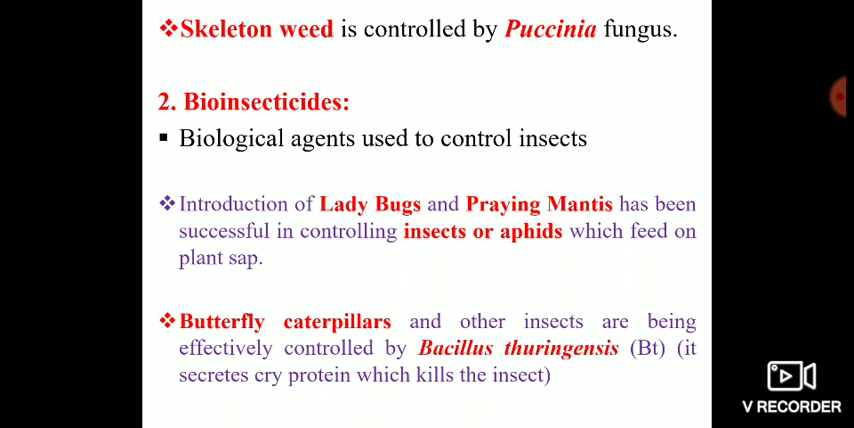 ❖Skeleton weed is controlled by Puccinia fungus.
2. Bioinsecticides:
▪ Biological agents used to control insects
❖Introduction of Lady Bugs and Praying Mantis has been
successful in controlling insects or aphids which feed on
plant sap.
❖Butterfly caterpillars and other insects are being
effectively controlled by Bacillus thuringensis (Bt) (it
secretes cry protein which kills the insect)
V RECORDER